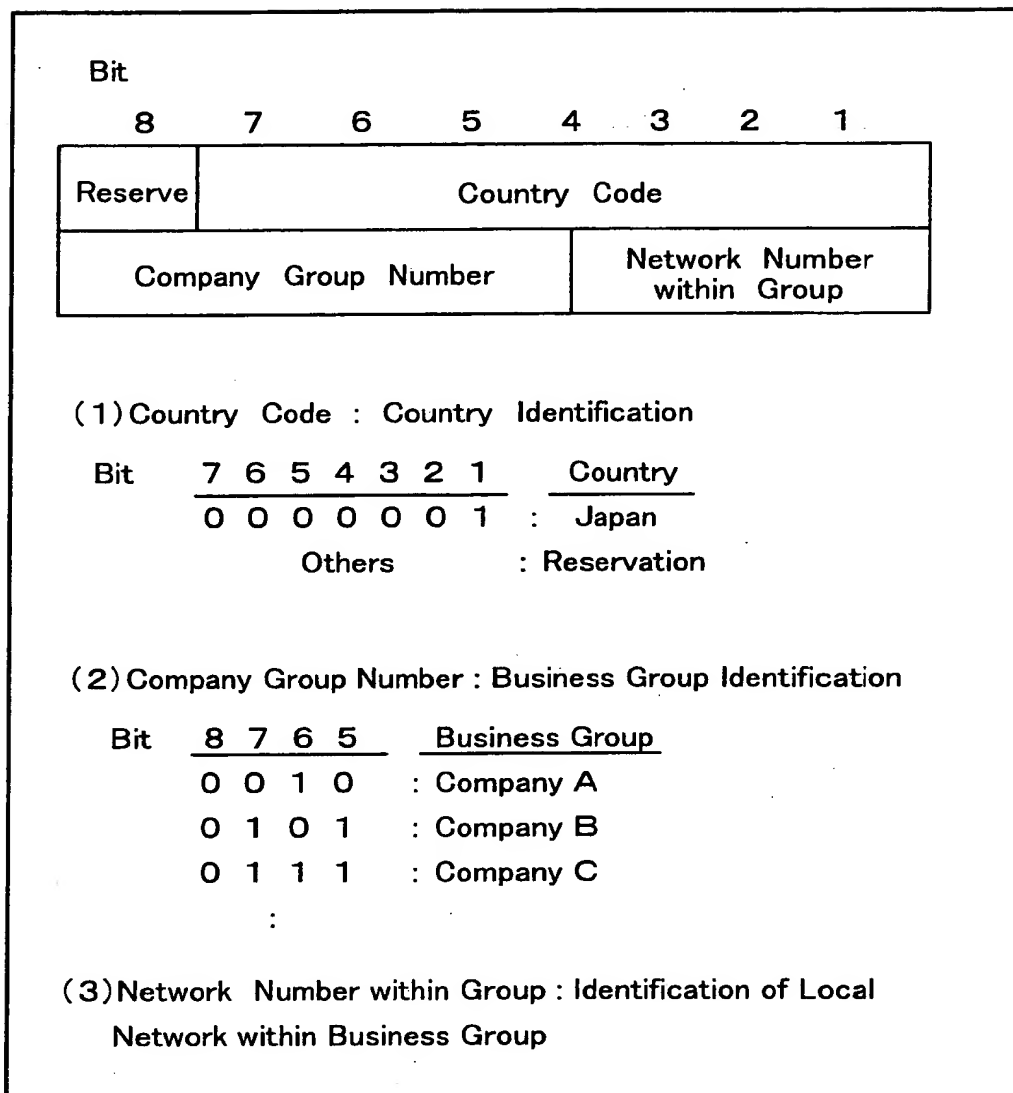 Bit
8 7 6 5 4 3 2 1
Reserve Country Code
Company Group Number Network Number
within Group
(1) Country Code : Country Identification
Bit 7 6 5 4 3 2 1 Country
0 0 0 0 0 0 1 : Japan
Others : Reservation
(2) Company Group Number : Business Group Identification
Bit 8 7 6 5 Business Group
0 0 1 0 : Company A
0 1 0 1 : Company B
0 1 1 1 : Company C
:
(3) Network Number within Group : Identification of Local
Network within Business Group